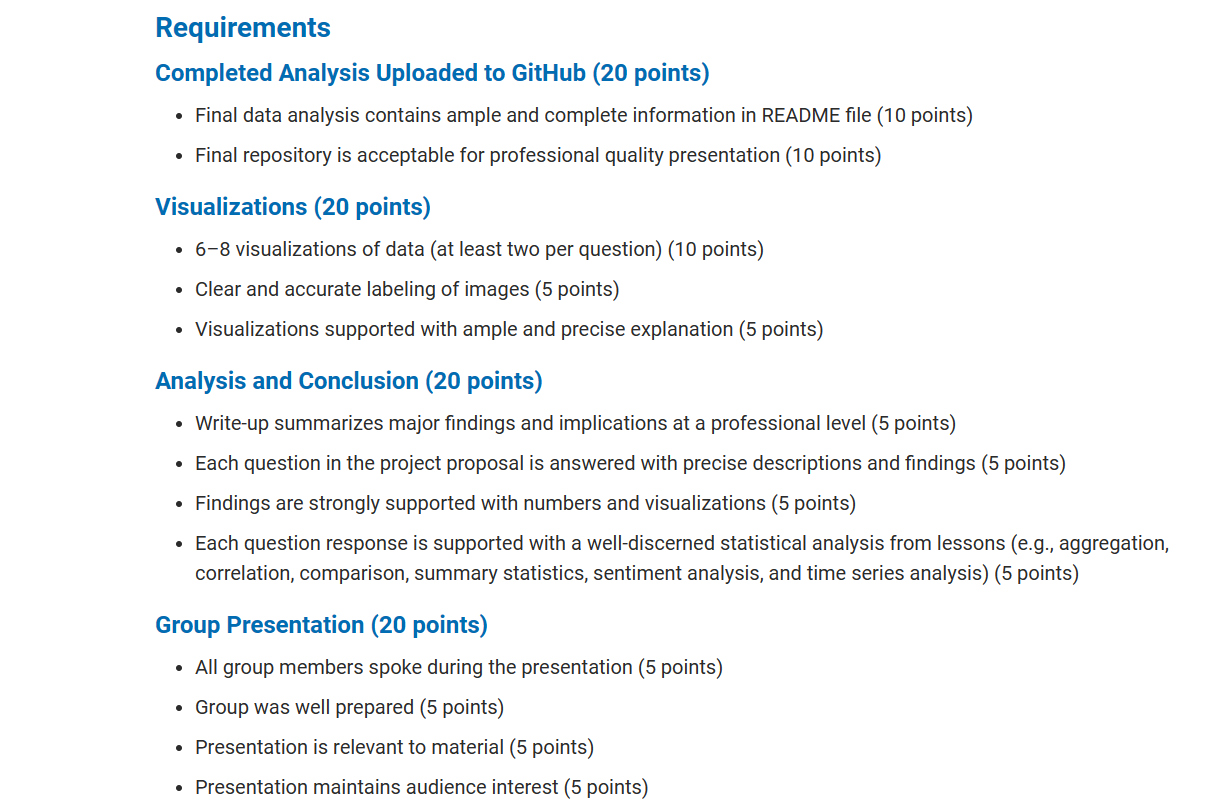 Requirements
Completed Analysis Uploaded to GitHub (20 points)
• Final data analysis contains ample and complete information in README file (10 points)
• Final repository is acceptable for professional quality presentation (10 points)
Visualizations (20 points)
• 6–8 visualizations of data (at least two per question) (10 points)
• Clear and accurate labeling of images (5 points)
• Visualizations supported with ample and precise explanation (5 points)
Analysis and Conclusion (20 points)
• Write-up summarizes major findings and implications at a professional level (5 points)
• Each question in the project proposal is answered with precise descriptions and findings (5 points)
• Findings are strongly supported with numbers and visualizations (5 points)
• Each question response is supported with a well-discerned statistical analysis from lessons (e.g., aggregation,
correlation, comparison, summary statistics, sentiment analysis, and time series analysis) (5 points)
Group Presentation (20 points)
• All group members spoke during the presentation (5 points)
• Group was well prepared (5 points)
• Presentation is relevant to material (5 points)
• Presentation maintains audience interest (5 points)